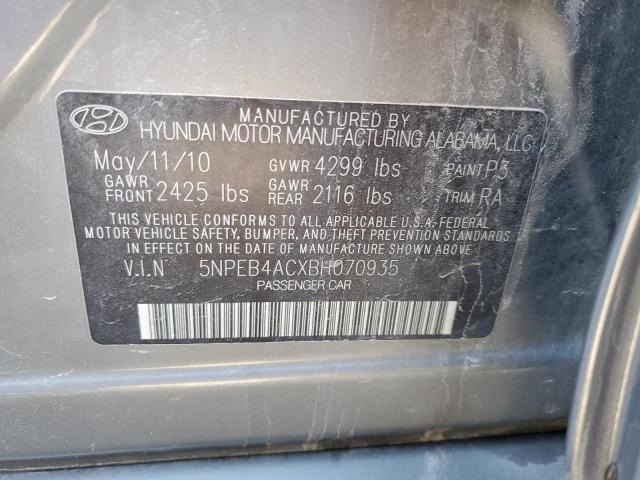 MANUFACTURED BY
HYUNDAI MOTOR MANUFACTURING ALABAMA, LLC
May/11/10 GVWR 4299 lbs PAINT P3
GAWR FRONT 2425 lbs GAWR REAR 2116 lbs TRIM RA
THIS VEHICLE CONFORMS TO ALL APPLICABLE U.S.A-FEDERAL
MOTOR VEHICLE SAFETY, BUMPER, AND THEFT PREVENTION STANDARDS
IN EFFECT ON THE DATE OF MANUFACTURE SHOWN ABOVE.
V.I.N 5NPEB4ACXBH070935
PASSENGER CAR